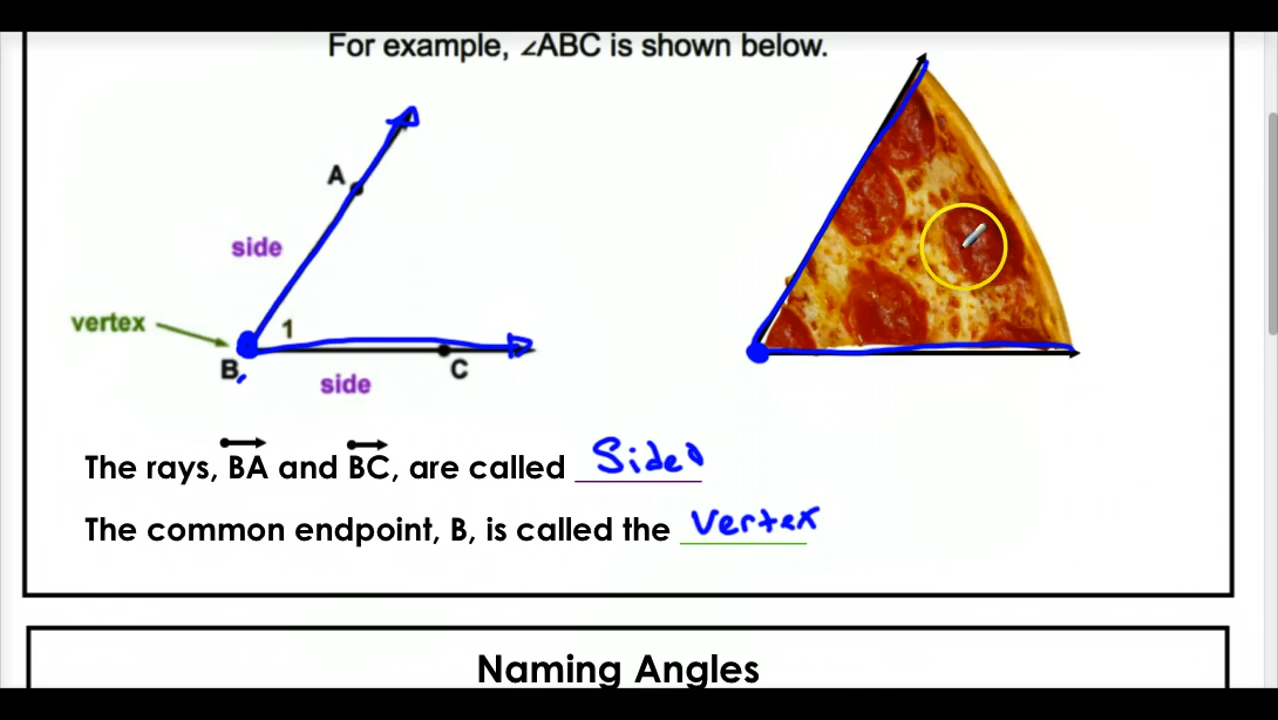 For example, ∠ABC is shown below.
A
side
vertex
1
B
C
side
The rays, BA and BC, are called Sides
The common endpoint, B, is called the Vertex
Naming Angles